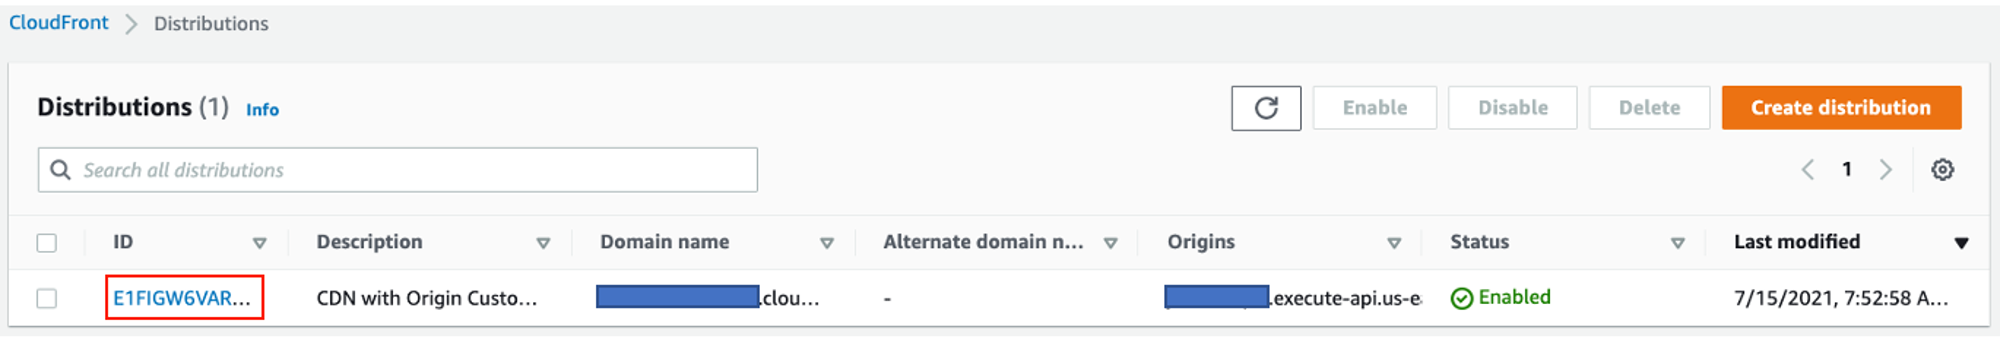 CloudFront > Distributions
Distributions (1) Info
Enable Disable Delete Create distribution
Search all distributions
1
ID Description Domain name Alternate domain n... Origins Status Last modified
E1FIGW6VAR... CDN with Origin Custo... .clou... - .execute-api.us-e Enabled 7/15/2021, 7:52:58 A...